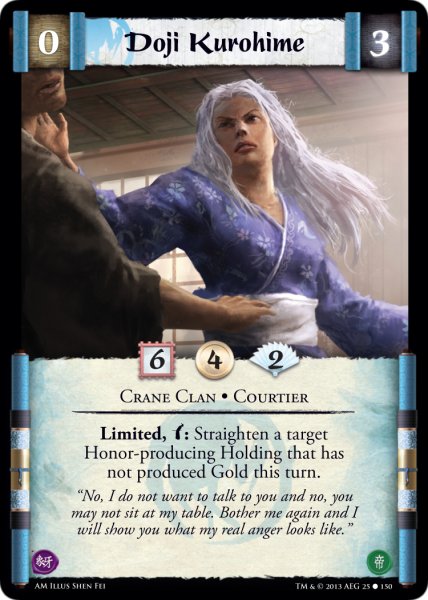 0 Doji Kurohime 3
6 4 2
Crane Clan • Courtier
Limited, : Straighten a target
Honor-producing Holding that has
not produced Gold this turn.
“No, I do not want to talk to you and no, you
may not sit at my table. Bother me again and I
will show you what my real anger looks like.”
帝
AM Illus Shen Fei TM & © 2013 AEG 25 • 150